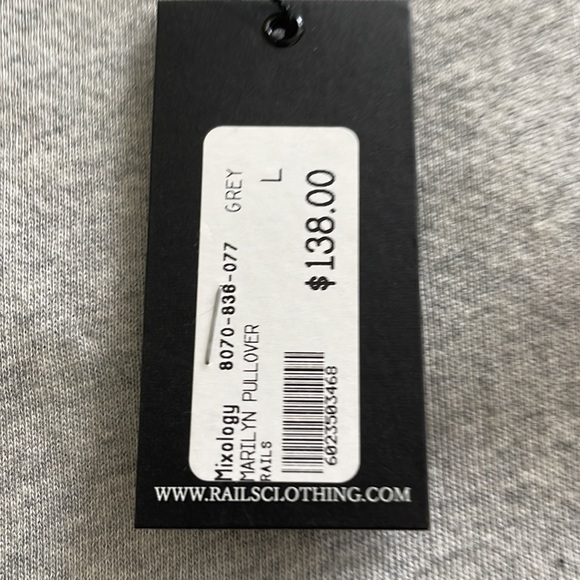 Mixology 8070-838-077 GREY
MARILYN PULLOVER L
RAILS
$138.00
6023503468
WWW.RAILSCLOTHING.COM